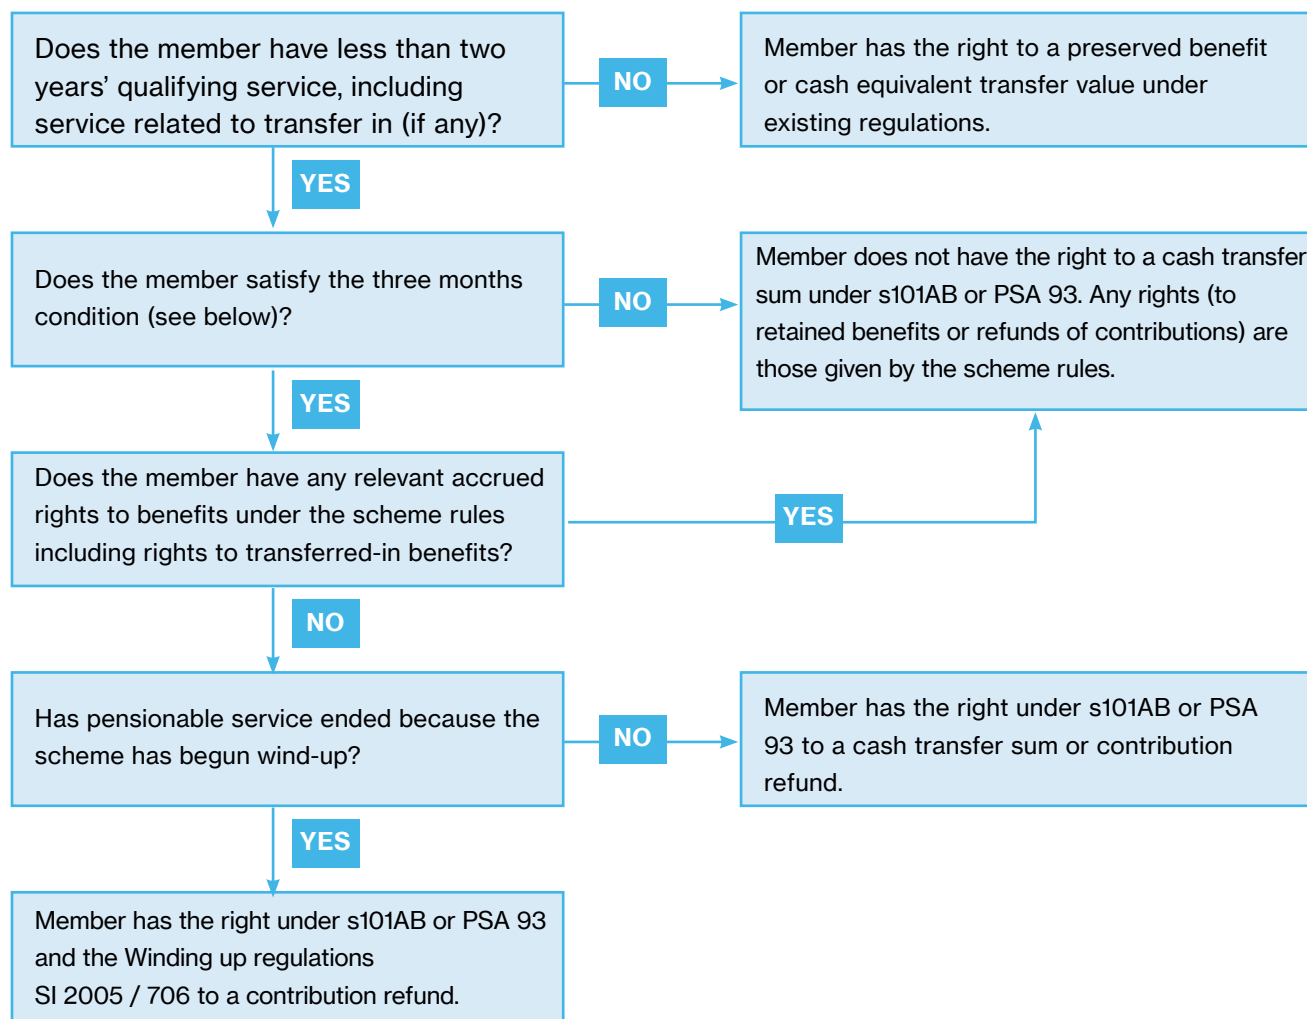 Does the member have less than two
years’ qualifying service, including
service related to transfer in (if any)?
NO
Member has the right to a preserved benefit
or cash equivalent transfer value under
existing regulations.
YES
Does the member satisfy the three months
condition (see below)?
NO
Member does not have the right to a cash transfer
sum under s101AB or PSA 93. Any rights (to
retained benefits or refunds of contributions) are
those given by the scheme rules.
YES
Does the member have any relevant accrued
rights to benefits under the scheme rules
including rights to transferred-in benefits?
YES
NO
Has pensionable service ended because the
scheme has begun wind-up?
NO
Member has the right under s101AB or PSA
93 to a cash transfer sum or contribution
refund.
YES
Member has the right under s101AB or PSA 93
and the Winding up regulations
SI 2005 / 706 to a contribution refund.